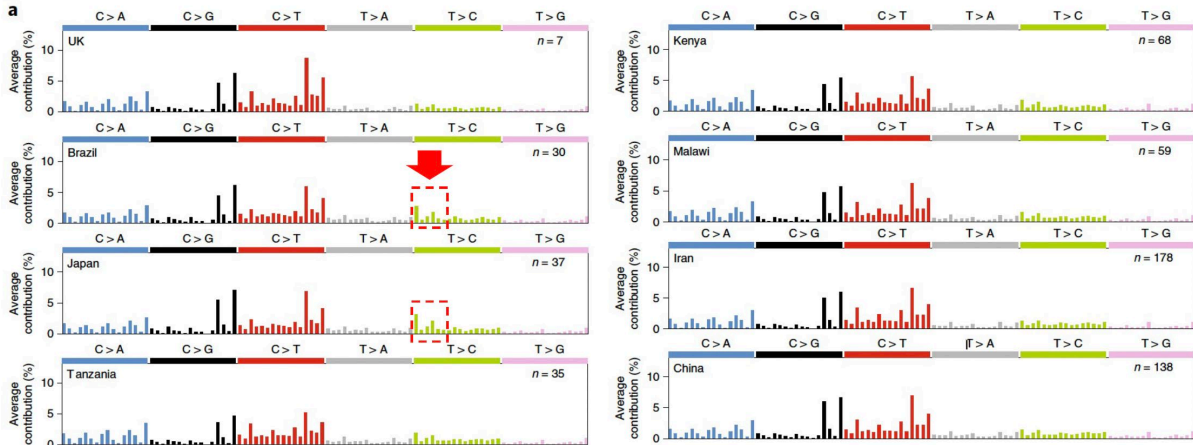 a
C > A C > G C > T T > A T > C T > G
Average contribution (%)
10
5
0
UK
n = 7
C > A C > G C > T T > A T > C T > G
Average contribution (%)
10
5
0
Brazil
n = 30
C > A C > G C > T T > A T > C T > G
Average contribution (%)
10
5
0
Japan
n = 37
C > A C > G C > T T > A T > C T > G
Average contribution (%)
10
5
0
Tanzania
n = 35
C > A C > G C > T T > A T > C T > G
Average contribution (%)
10
5
0
Kenya
n = 68
C > A C > G C > T T > A T > C T > G
Average contribution (%)
10
5
0
Malawi
n = 59
C > A C > G C > T T > A T > C T > G
Average contribution (%)
10
5
0
Iran
n = 178
C > A C > G C > T T > A T > C T > G
Average contribution (%)
10
5
0
China
n = 138